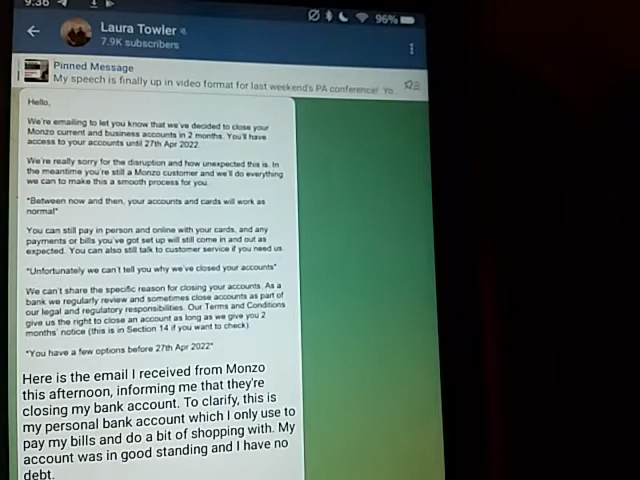 9:36
96%
Laura Towler
7.9K subscribers
Pinned Message
My speech is finally up in video format for last weekend's PA conference! Yo...
Hello,
We're emailing to let you know that we've decided to close your
Monzo current and business accounts in 2 months. You'll have
access to your accounts until 27th Apr 2022.
We're really sorry for the disruption and how unexpected this is. In
the meantime you're still a Monzo customer and we'll do everything
we can to make this a smooth process for you.
*Between now and then, your accounts and cards will work as
normal*
You can still pay in person and online with your cards, and any
payments or bills you've got set up will still come in and out as
expected. You can also still talk to customer service if you need us.
*Unfortunately we can't tell you why we've closed your accounts*
We can't share the specific reason for closing your accounts. As a
bank we regularly review and sometimes close accounts as part of
our legal and regulatory responsibilities. Our Terms and Conditions
give us the right to close an account as long as we give you 2
months' notice (this is in Section 14 if you want to check).
*You have a few options before 27th Apr 2022*
Here is the email I received from Monzo
this afternoon, informing me that they're
closing my bank account. To clarify, this is
my personal bank account which I only use to
pay my bills and do a bit of shopping with. My
account was in good standing and I have no
debt.